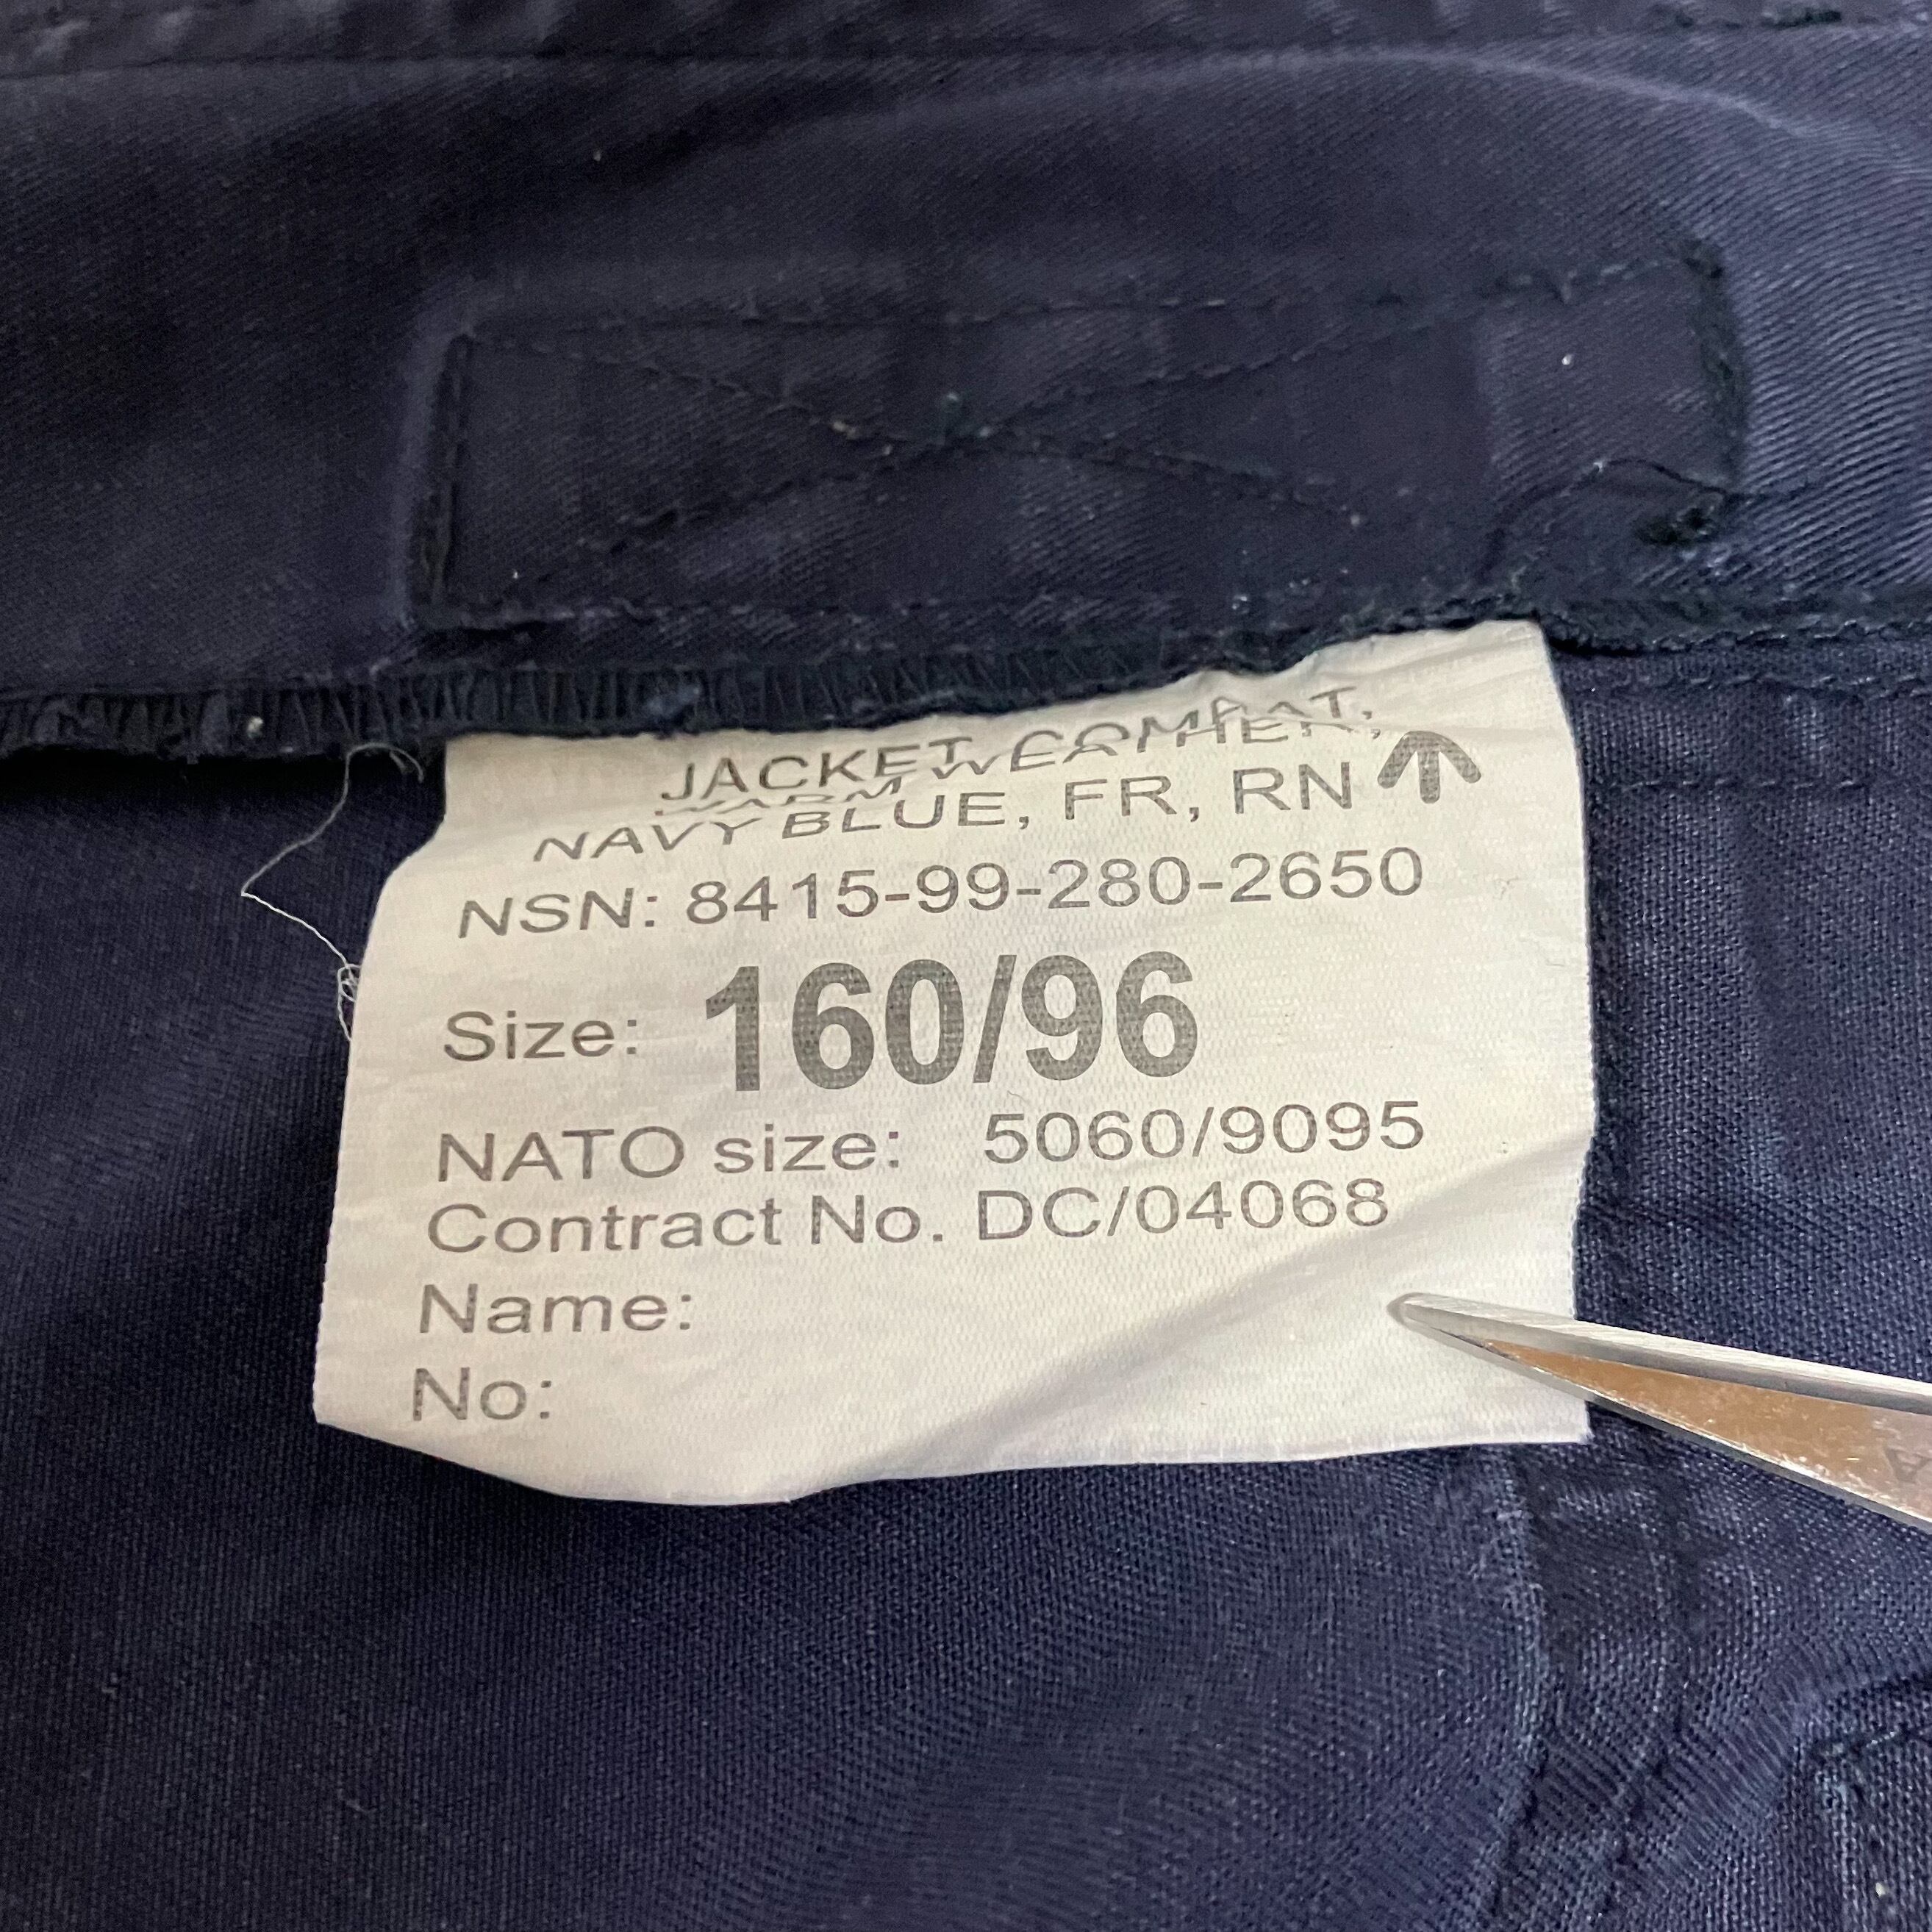 JACKET, COMBAT,
WARM WEATHER,
NAVY BLUE, FR, RN
NSN: 8415-99-280-2650
Size: 160/96
NATO size: 5060/9095
Contract No. DC/04068
Name:
No: